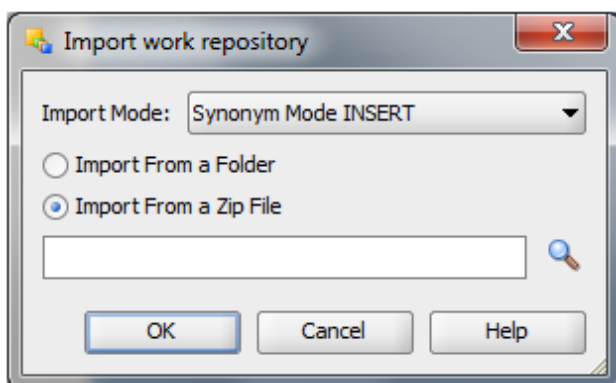 Import work repository
Import Mode: Synonym Mode INSERT
Import From a Folder
Import From a Zip File
OK Cancel Help